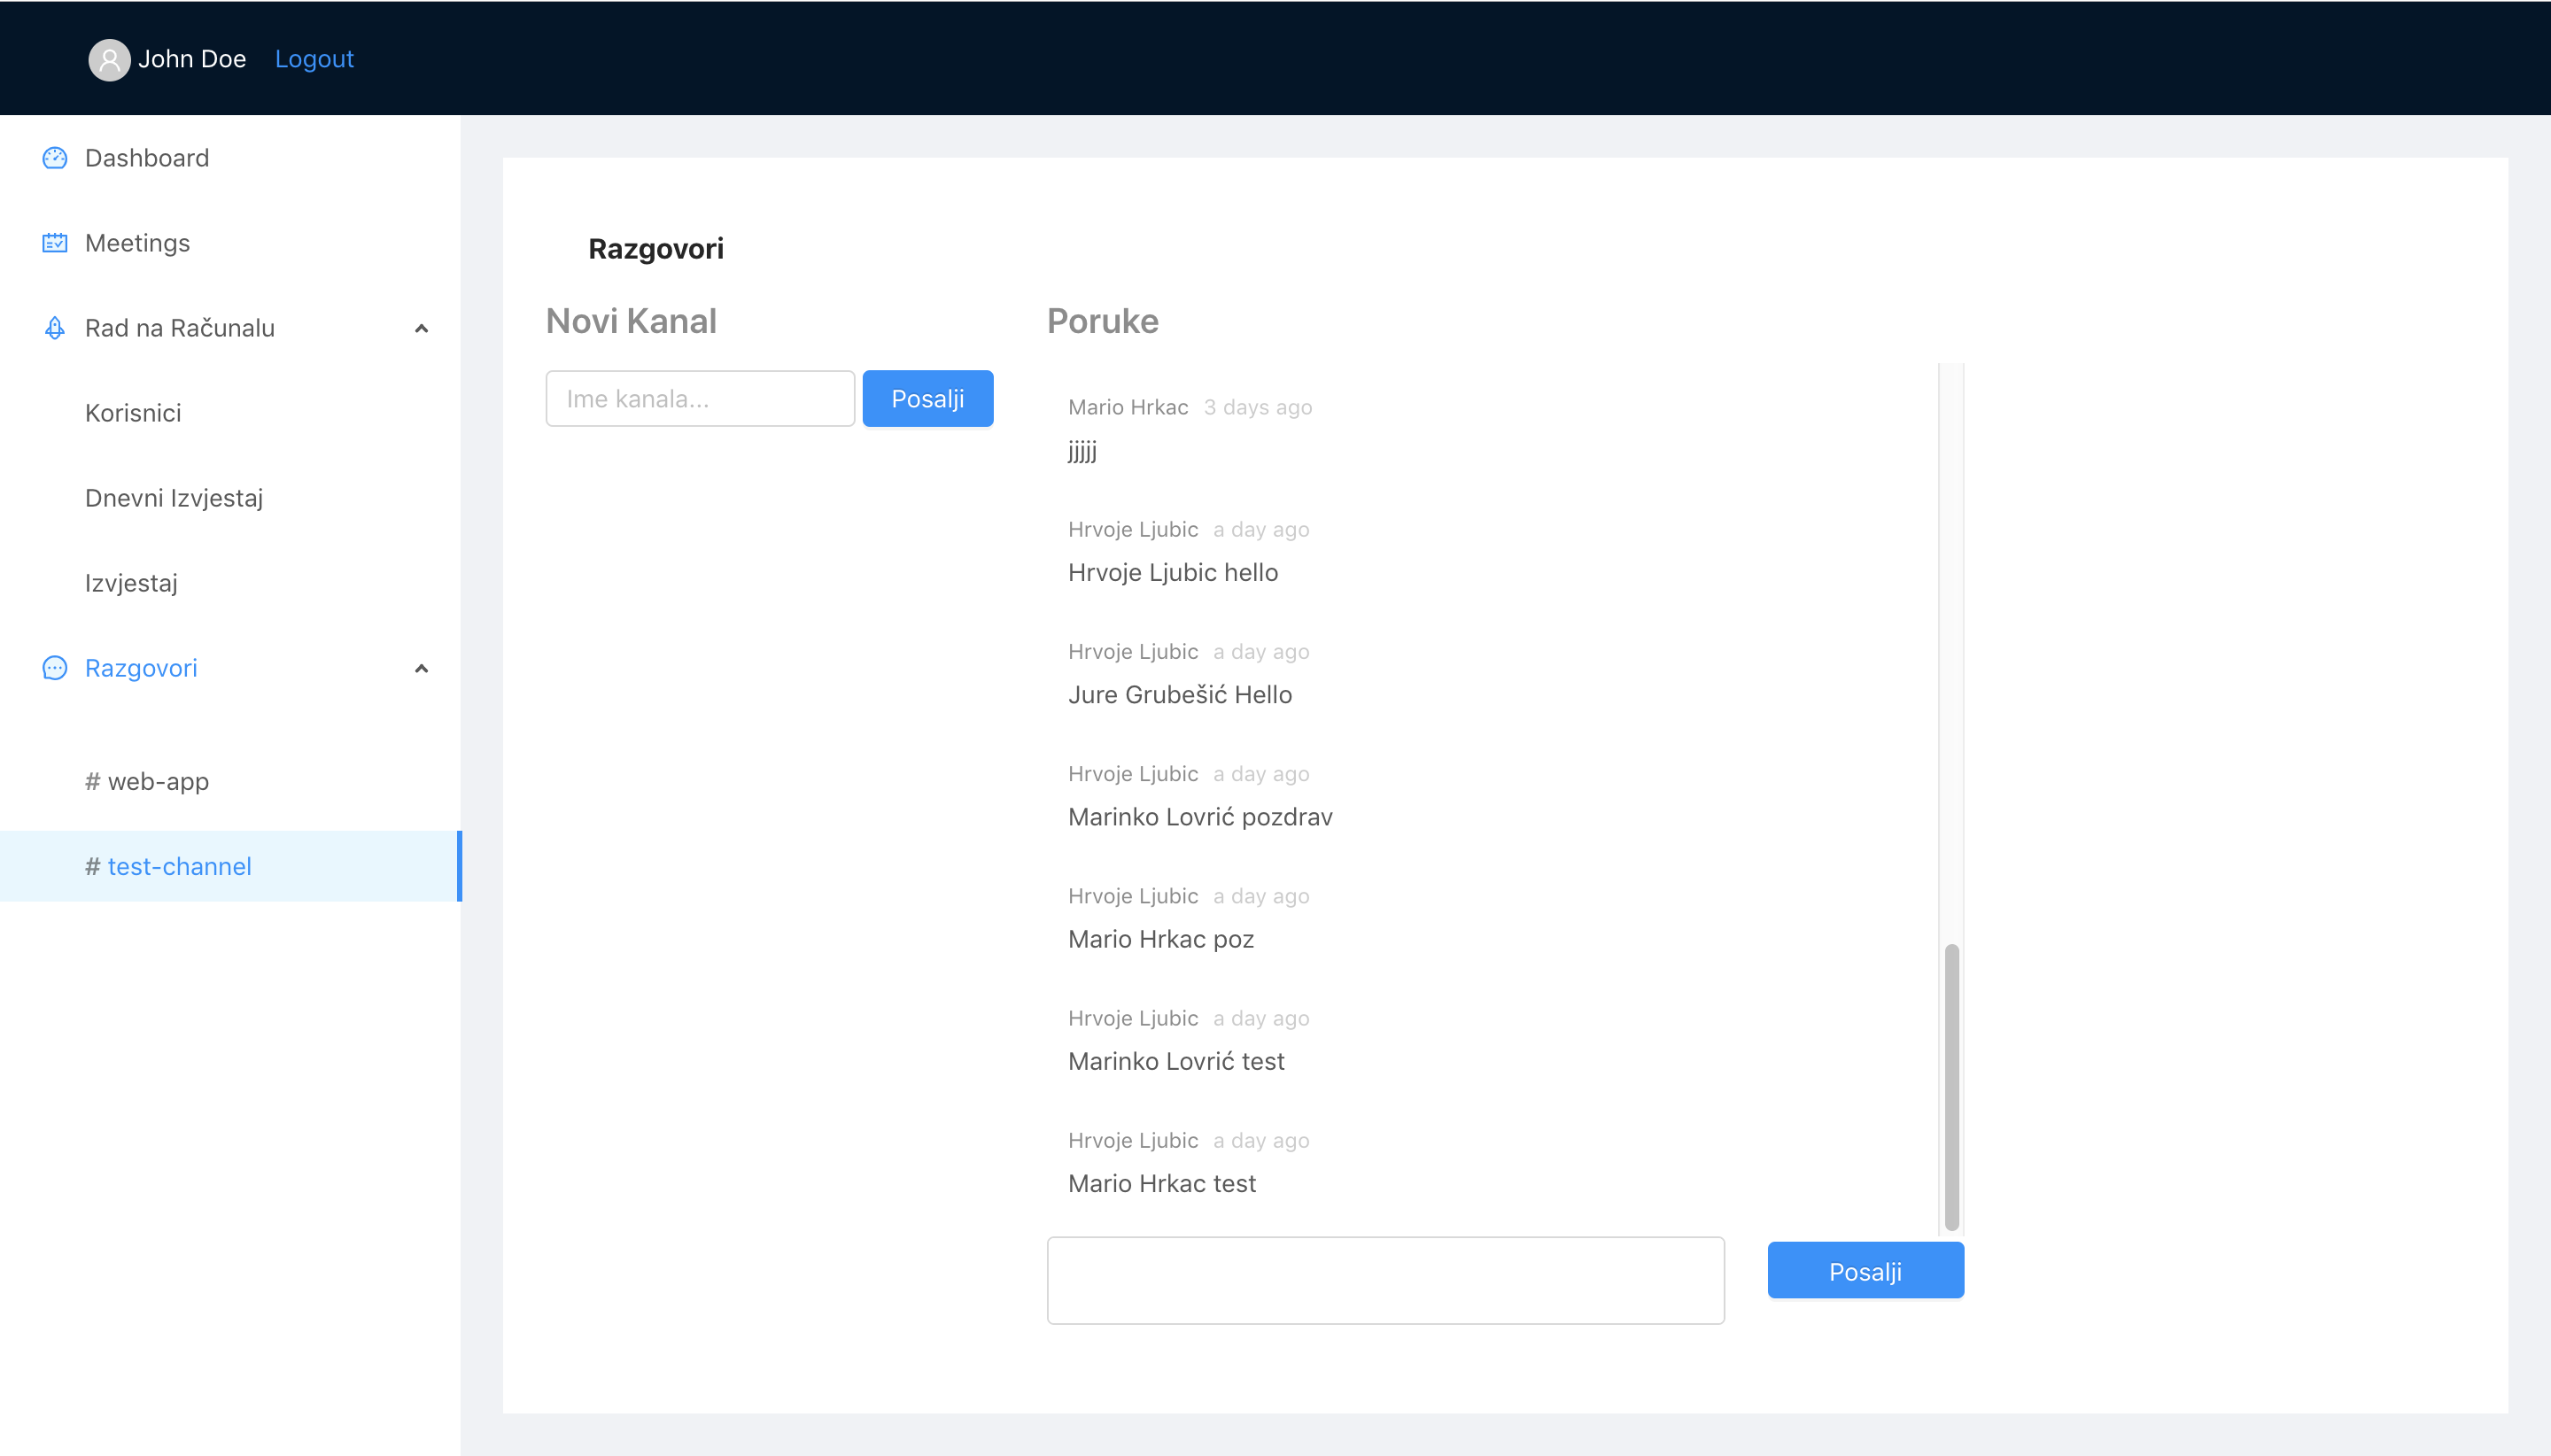 John Doe Logout
Dashboard
Meetings
Rad na Računalu
Korisnici
Dnevni Izvjestaj
Izvjestaj
Razgovori
# web-app
# test-channel
Razgovori
Novi Kanal
Ime kanala...
Posalji
Poruke
Mario Hrkac 3 days ago
jjjjj
Hrvoje Ljubic a day ago
Hrvoje Ljubic hello
Hrvoje Ljubic a day ago
Jure Grubešić Hello
Hrvoje Ljubic a day ago
Marinko Lovrić pozdrav
Hrvoje Ljubic a day ago
Mario Hrkac poz
Hrvoje Ljubic a day ago
Marinko Lovrić test
Hrvoje Ljubic a day ago
Mario Hrkac test
Posalji